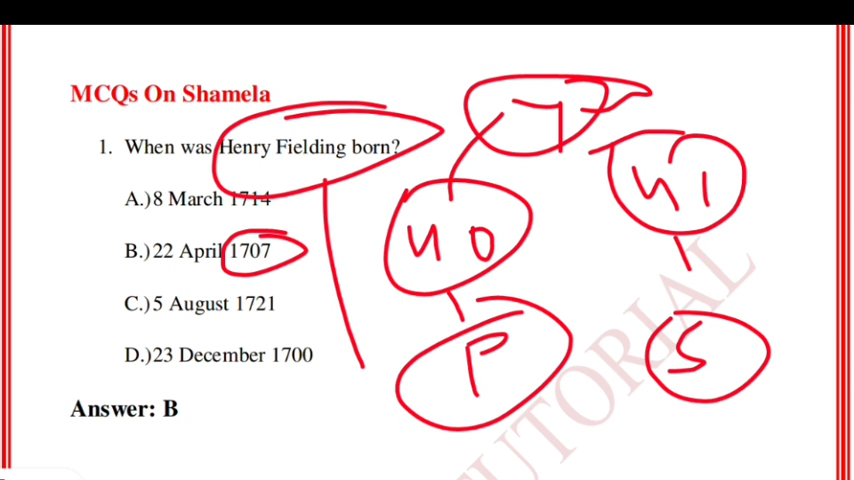 MCQs On Shamela
1. When was Henry Fielding born?
A.)8 March 1714
B.)22 April 1707
C.)5 August 1721
D.)23 December 1700
Answer: B
40
41
P
S
TUTORIAL